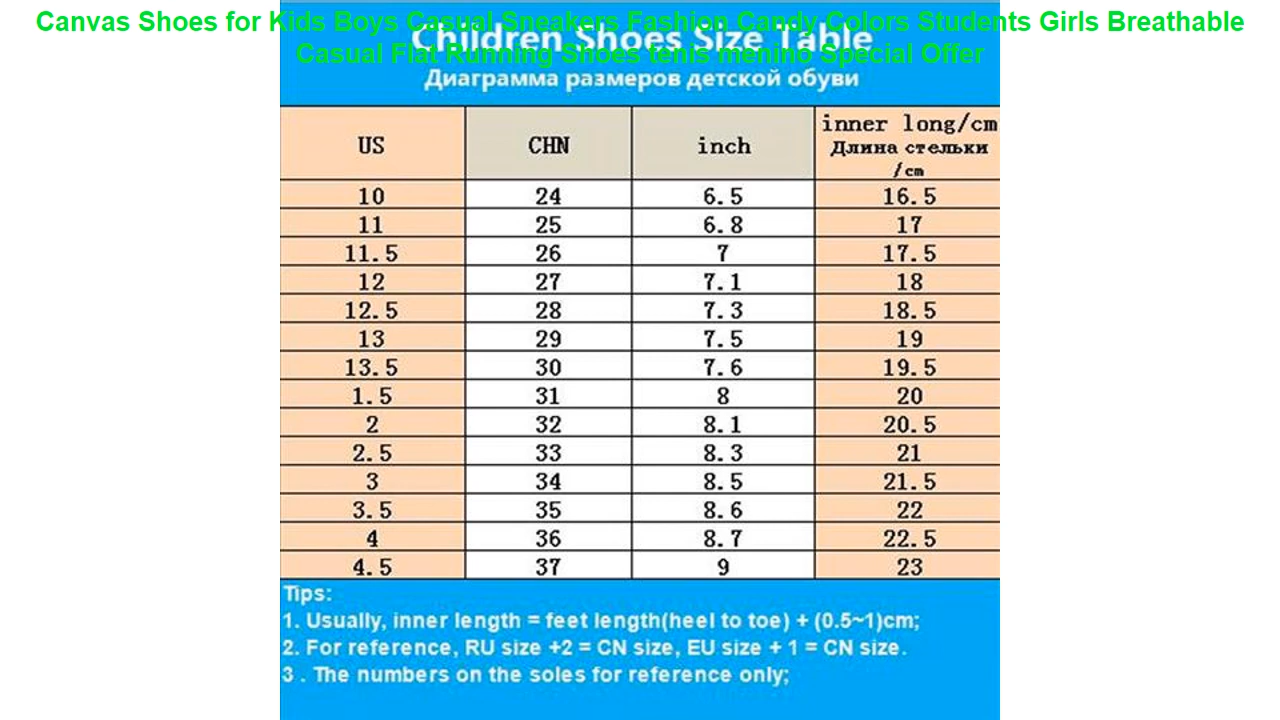 Canvas Shoes for Kids Boys Casual Sneakers Fashion Candy Colors Students Girls Breathable
Casual Flat Running Shoes tenis menino Special Offer
Children Shoes Size Table
Диаграмма размеров детской обуви
US CHN inch inner long/cm
Длина стельки
/cm
10 24 6.5 16.5
11 25 6.8 17
11.5 26 7 17.5
12 27 7.1 18
12.5 28 7.3 18.5
13 29 7.5 19
13.5 30 7.6 19.5
1.5 31 8 20
2 32 8.1 20.5
2.5 33 8.3 21
3 34 8.5 21.5
3.5 35 8.6 22
4 36 8.7 22.5
4.5 37 9 23
Tips:
1. Usually, inner length = feet length(heel to toe) + (0.5~1)cm;
2. For reference, RU size +2 = CN size, EU size + 1 = CN size.
3 . The numbers on the soles for reference only;